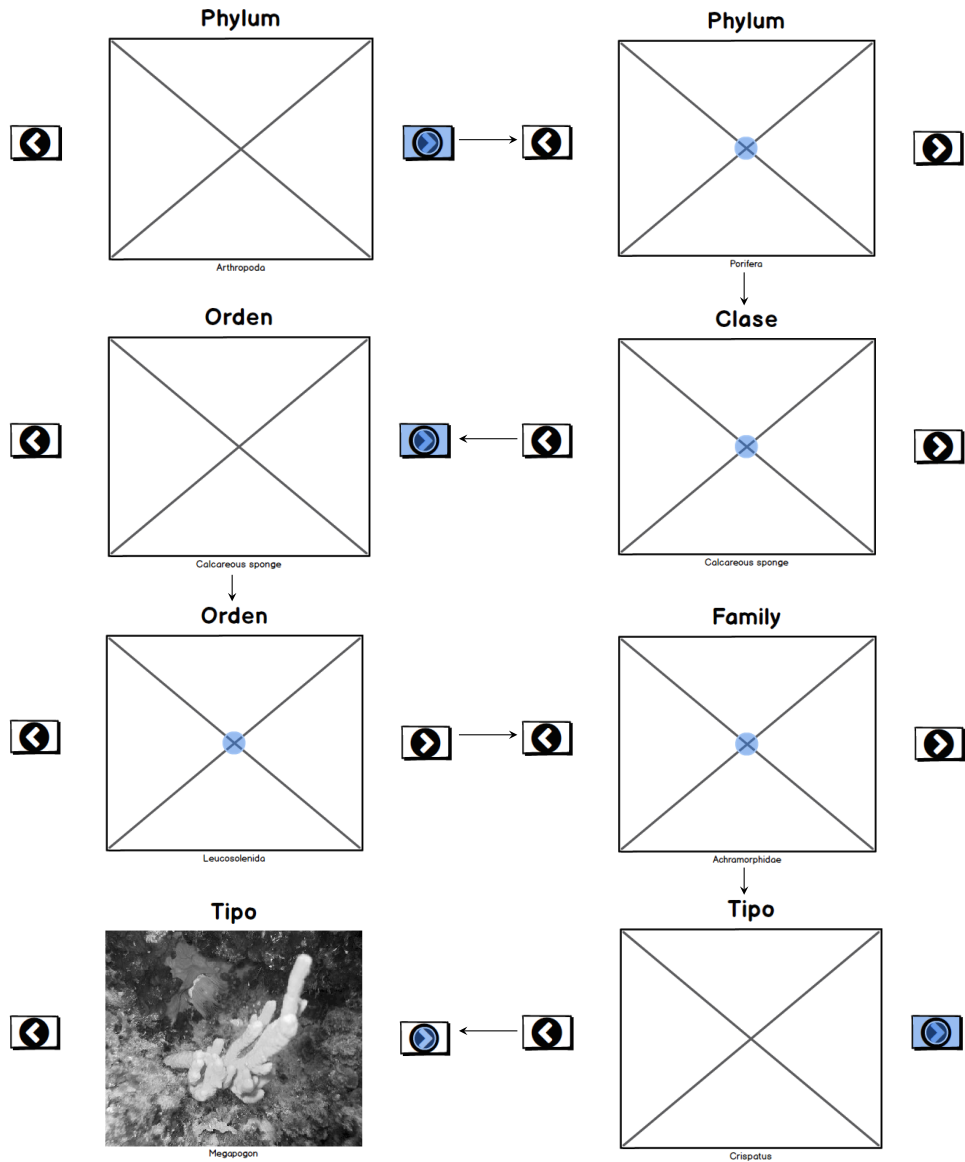 Phylum
Phylum
Arthropoda
Porifera
Orden
Clase
Calcareous sponge
Calcareous sponge
Orden
Family
Leucosolenida
Achramorphidae
Tipo
Tipo
Megapogon
Crispatus